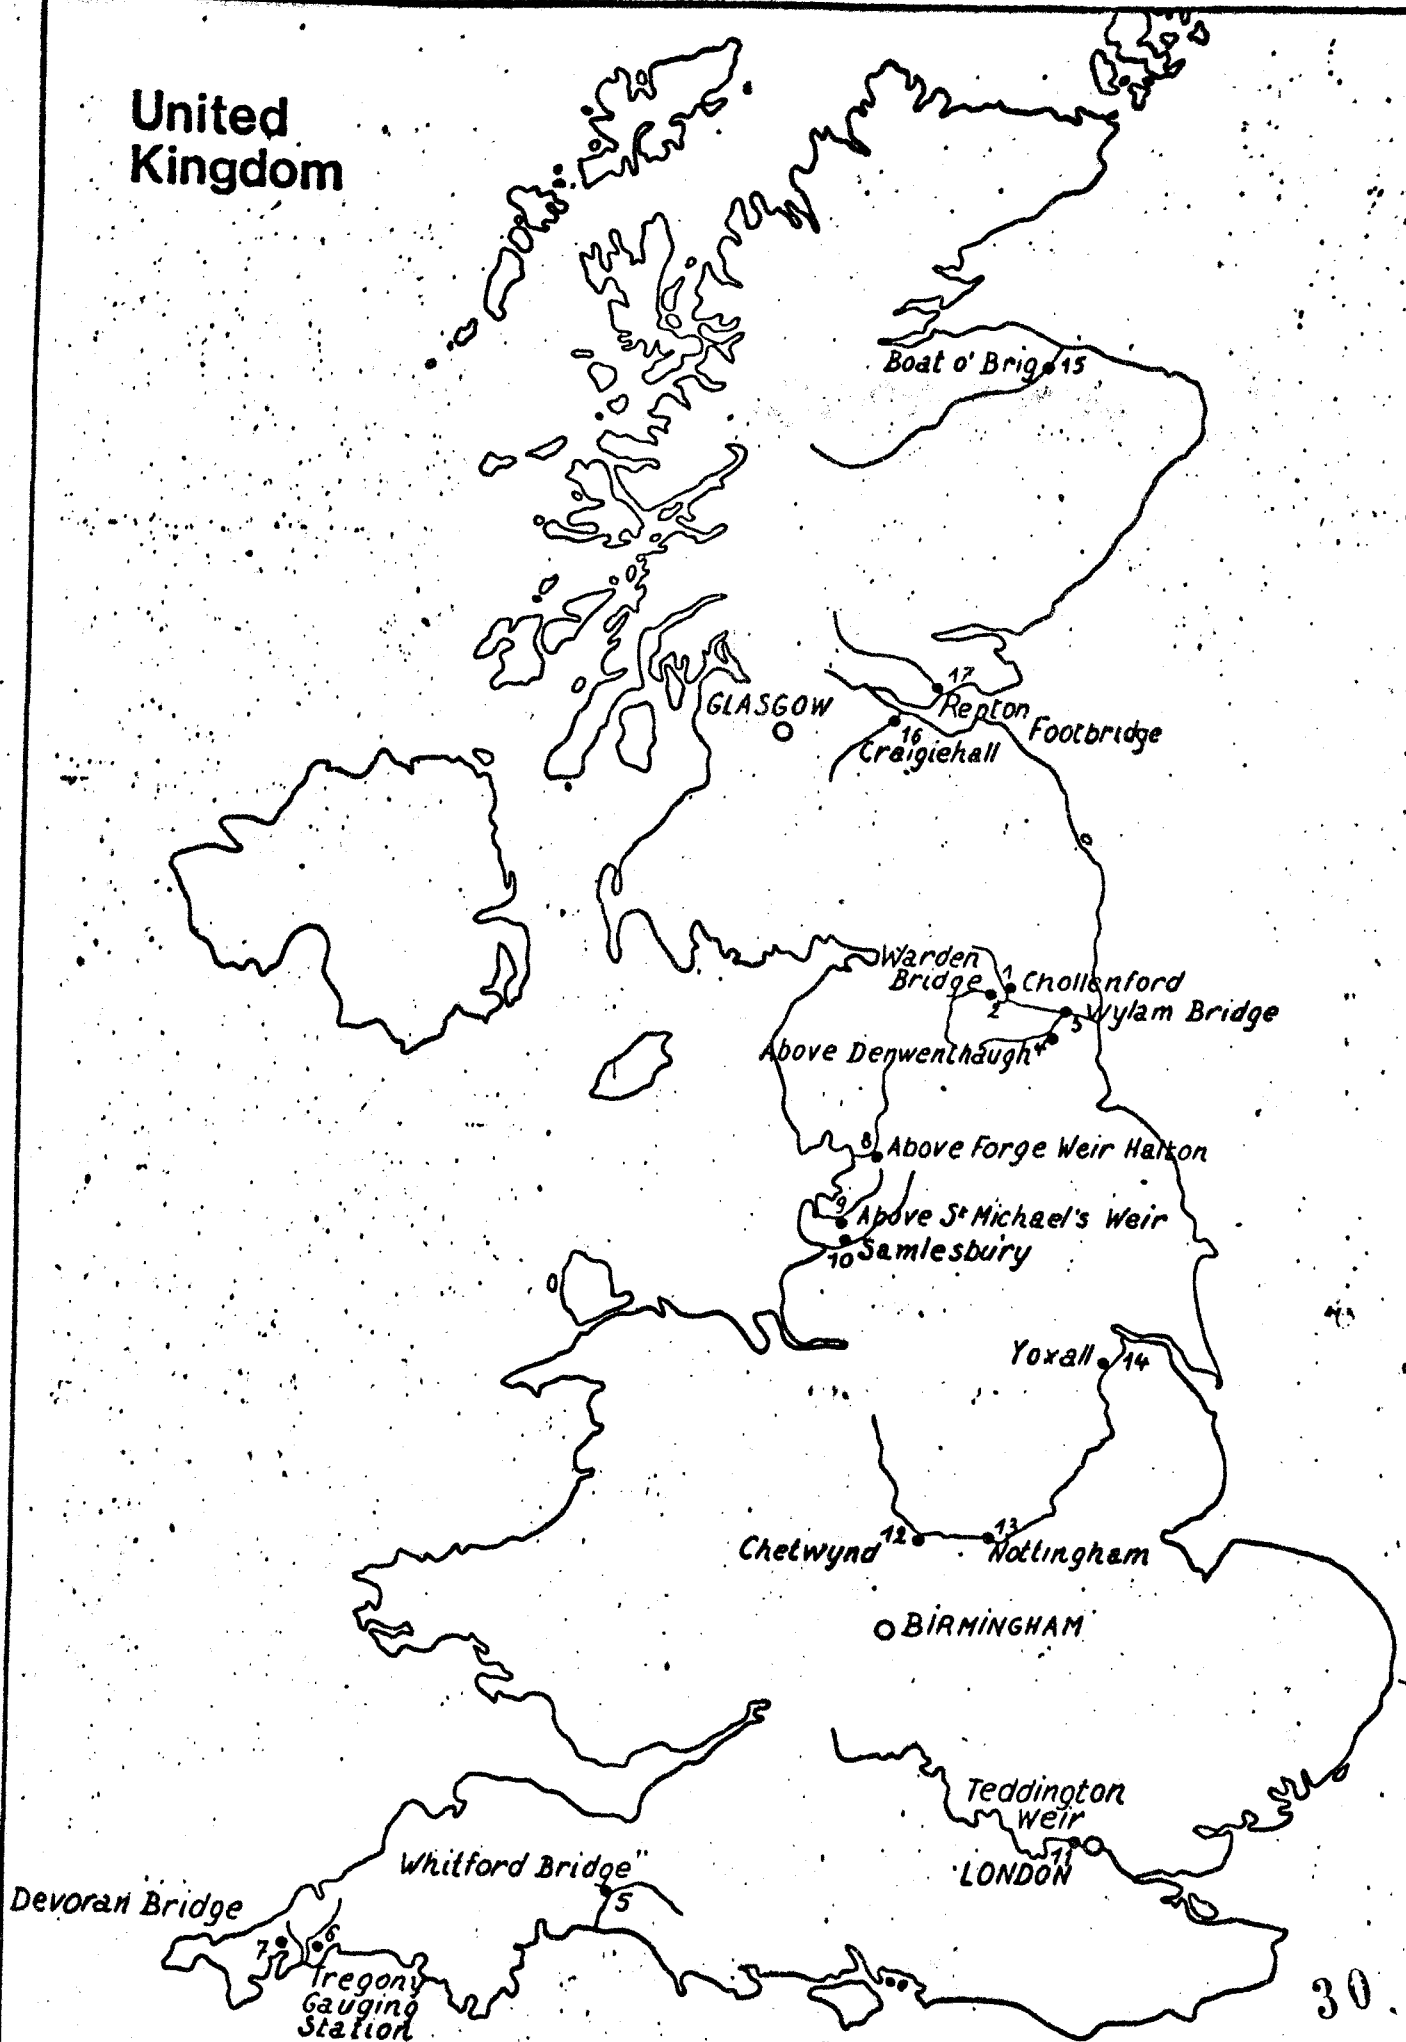 United
Kingdom
Boat o' Brig 15
17
GLASGOW
Repton
Footbridge
16
Craigiehall
Warden
Bridge
1
Chollenford
2
3
Wylam Bridge
Above Denwenthaugh 4
8
Above Forge Weir Halton
9
Above St Michael's Weir
10
Samlesbury
Yoxall
14
Chetwynd
12
13
Nottingham
BIRMINGHAM
Teddington
Weir
11
LONDON
Whitford Bridge"
5
Devoran Bridge
7
6
Tregony
Gauging
Station
30.